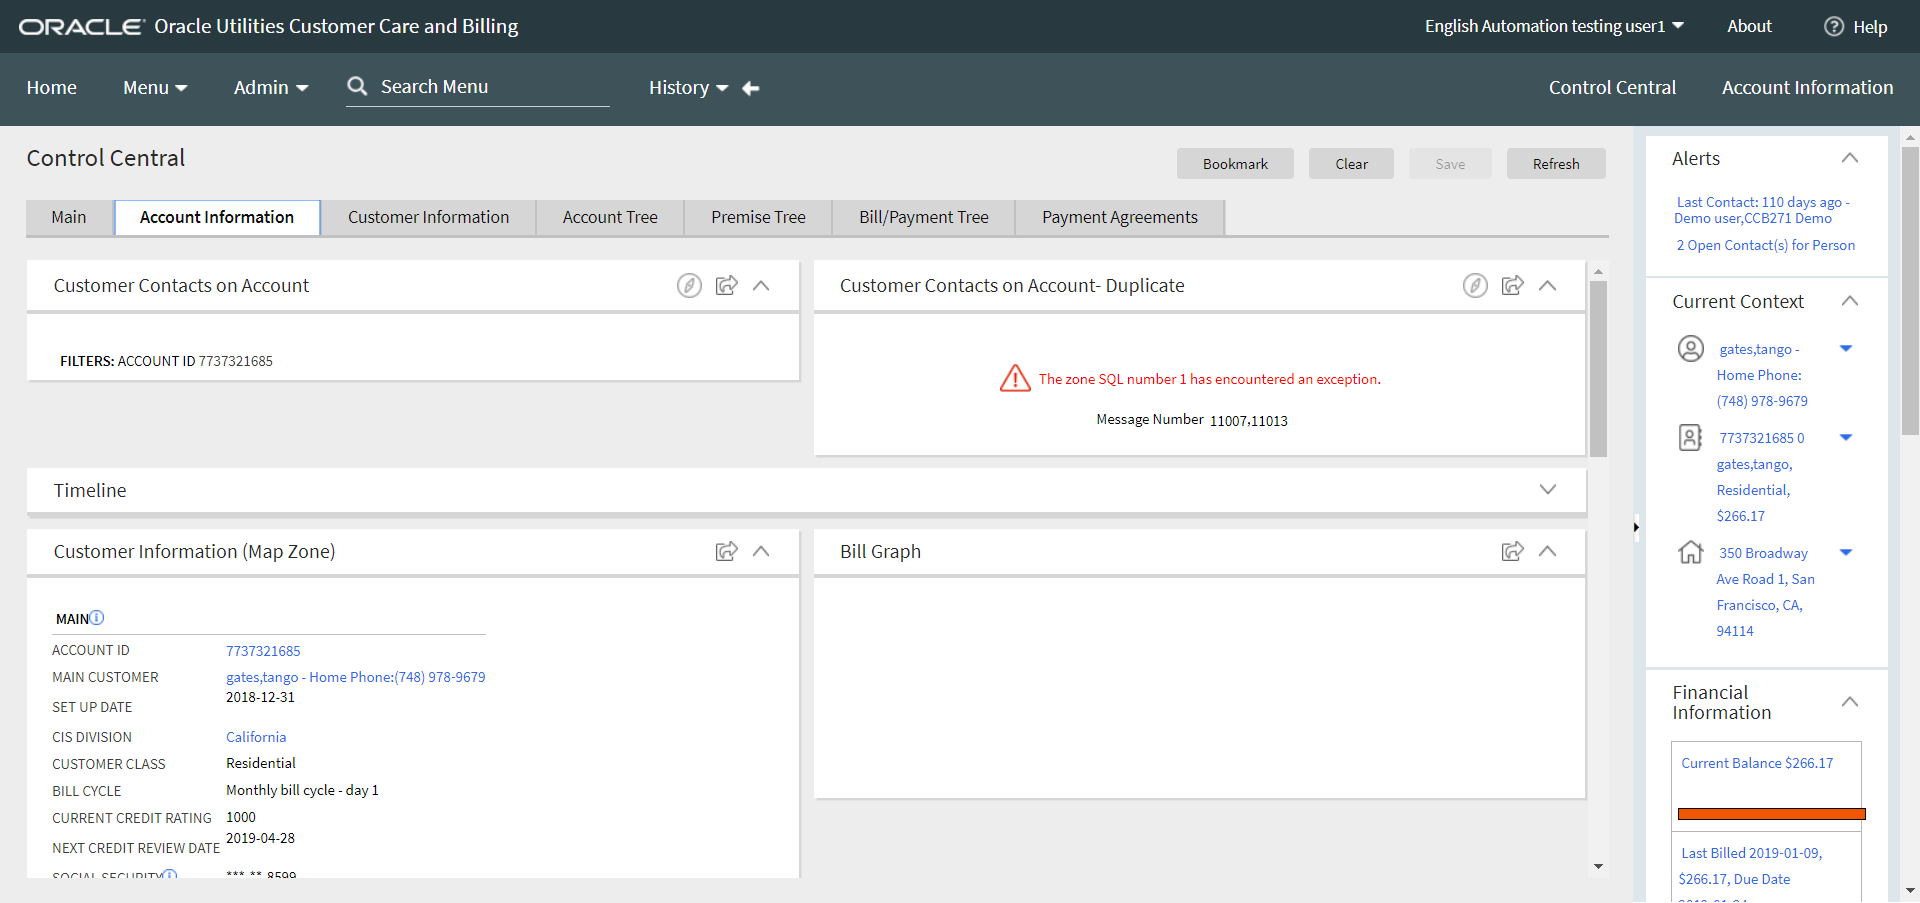 ORACLE Oracle Utilities Customer Care and Billing
English Automation testing user1
About
Help
Home
Menu
Admin
Search Menu
History
Control Central
Account Information
Control Central
Bookmark
Clear
Save
Refresh
Main
Account Information
Customer Information
Account Tree
Premise Tree
Bill/Payment Tree
Payment Agreements
Customer Contacts on Account
FILTERS: ACCOUNT ID 7737321685
Customer Contacts on Account- Duplicate
The zone SQL number 1 has encountered an exception.
Message Number 11007,11013
Timeline
Customer Information (Map Zone)
MAIN
ACCOUNT ID 7737321685
MAIN CUSTOMER gates,tango - Home Phone:(748) 978-9679
SET UP DATE 2018-12-31
CIS DIVISION California
CUSTOMER CLASS Residential
BILL CYCLE Monthly bill cycle - day 1
CURRENT CREDIT RATING 1000
NEXT CREDIT REVIEW DATE 2019-04-28
SOCIAL SECURITY ***-**-8599
Bill Graph
Alerts
Last Contact: 110 days ago -
Demo user,CCB271 Demo
2 Open Contact(s) for Person
Current Context
gates,tango -
Home Phone:
(748) 978-9679
7737321685 0
gates,tango,
Residential,
$266.17
350 Broadway
Ave Road 1, San
Francisco, CA,
94114
Financial
Information
Current Balance $266.17
Last Billed 2019-01-09,
$266.17, Due Date